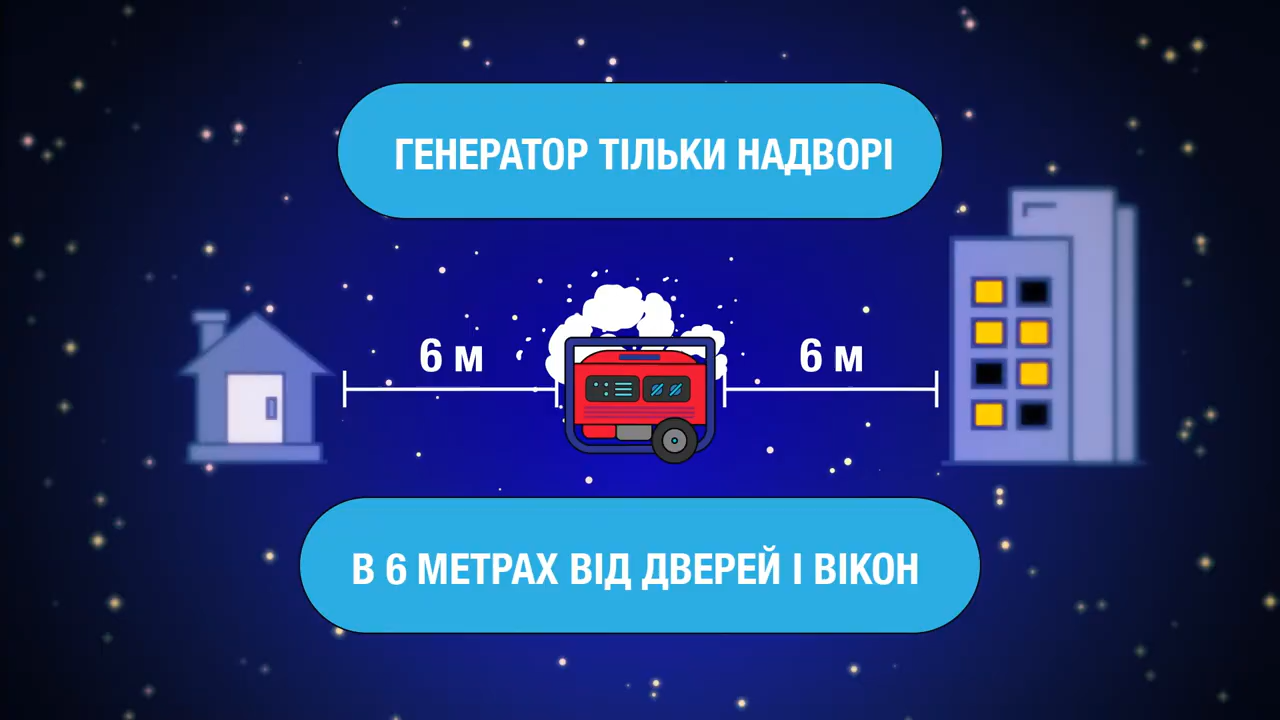 ГЕНЕРАТОР ТІЛЬКИ НАДВОРІ
6 м
6 м
В 6 МЕТРАХ ВІД ДВЕРЕЙ І ВІКОН